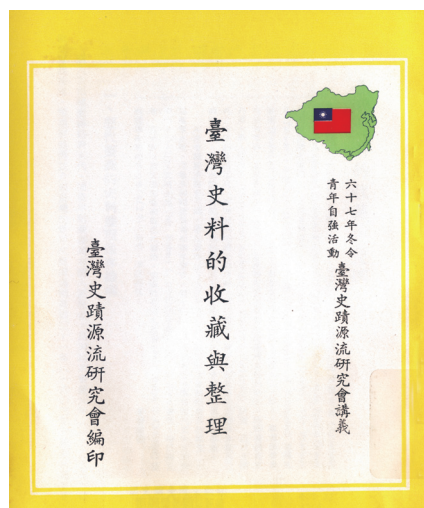 六十七年冬令
青年自強活動
臺灣史蹟源流研究會講義
臺灣史料的收藏與整理
臺灣史蹟源流研究會編印